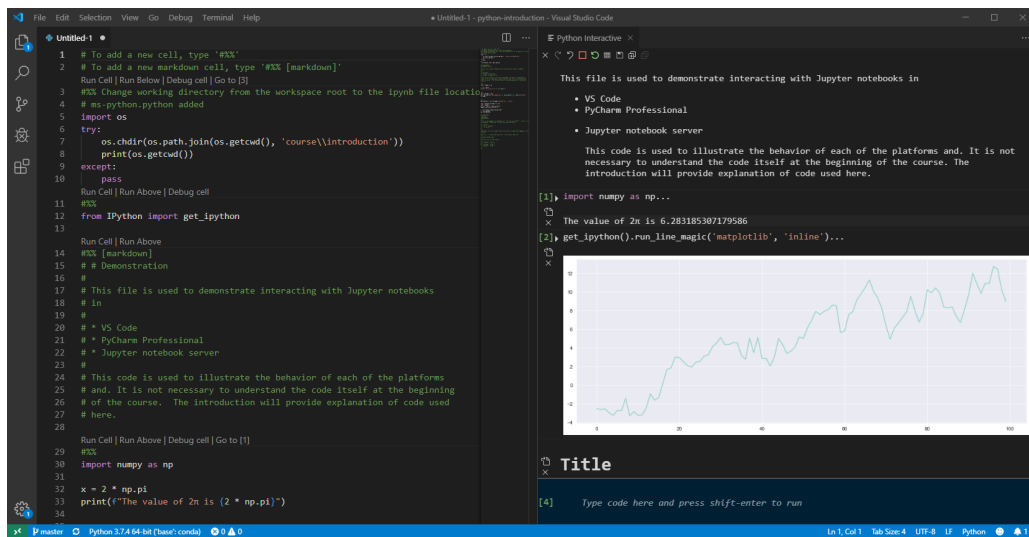 File Edit Selection View Go Debug Terminal Help
● Untitled-1 - python-introduction - Visual Studio Code
Untitled-1 ●
1 # To add a new cell, type '#%%'
2 # To add a new markdown cell, type '#%% [markdown]'
Run Cell | Run Below | Debug cell | Go to [3]
3 #%% Change working directory from the workspace root to the ipynb file locatio
4 # ms-python.python added
5 import os
6 try:
7 os.chdir(os.path.join(os.getcwd(), 'course\\introduction'))
8 print(os.getcwd())
9 except:
10 pass
Run Cell | Run Above | Debug cell
11 #%%
12 from IPython import get_ipython
13
Run Cell | Run Above
14 #%% [markdown]
15 # # Demonstration
16 #
17 # This file is used to demonstrate interacting with Jupyter notebooks
18 # in
19 #
20 # * VS Code
21 # * PyCharm Professional
22 # * Jupyter notebook server
23 #
24 # This code is used to illustrate the behavior of each of the platforms
25 # and. It is not necessary to understand the code itself at the beginning
26 # of the course.  The introduction will provide explanation of code used
27 # here.
28
Run Cell | Run Above | Debug cell | Go to [1]
29 #%%
30 import numpy as np
31
32 x = 2 * np.pi
33 print(f"The value of 2π is {2 * np.pi}")
34
Python Interactive ×
This file is used to demonstrate interacting with Jupyter notebooks in
• VS Code
• PyCharm Professional
• Jupyter notebook server
This code is used to illustrate the behavior of each of the platforms and. It is not
necessary to understand the code itself at the beginning of the course. The
introduction will provide explanation of code used here.
[1] import numpy as np...
The value of 2π is 6.283185307179586
[2] get_ipython().run_line_magic('matplotlib', 'inline')...
12
10
8
6
4
2
0
-2
-4
0 20 40 60 80 100
Title
[4] Type code here and press shift-enter to run
master Python 3.7.4 64-bit ('base': conda) 0 0
Ln 1, Col 1 Tab Size: 4 UTF-8 LF Python 1